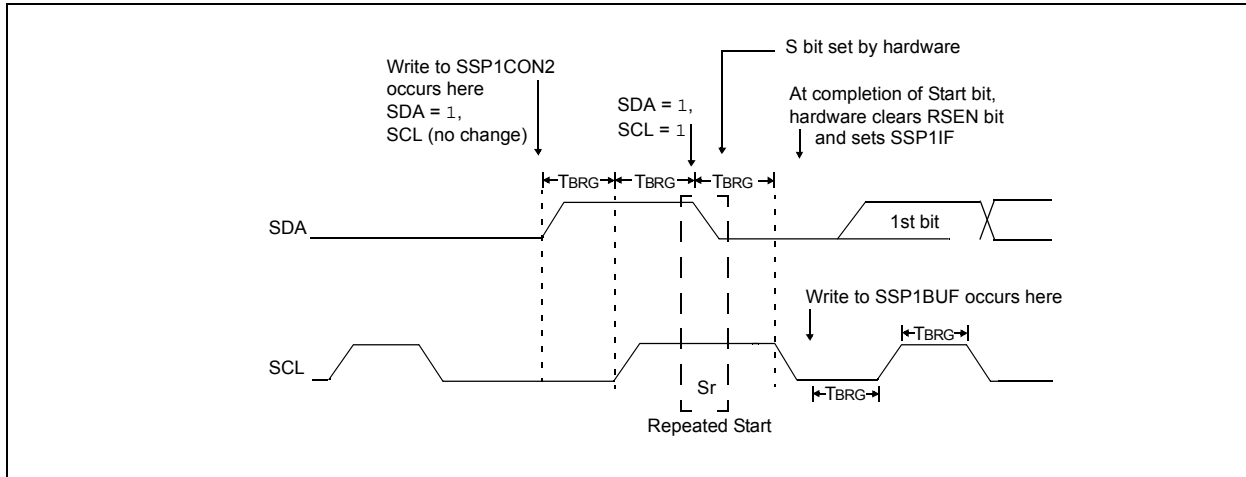 S bit set by hardware
Write to SSP1CON2
occurs here
SDA = 1,
SCL (no change)
SDA = 1,
SCL = 1
At completion of Start bit,
hardware clears RSEN bit
and sets SSP1IF
TBRG
TBRG
TBRG
SDA
1st bit
Write to SSP1BUF occurs here
TBRG
SCL
Sr
TBRG
Repeated Start